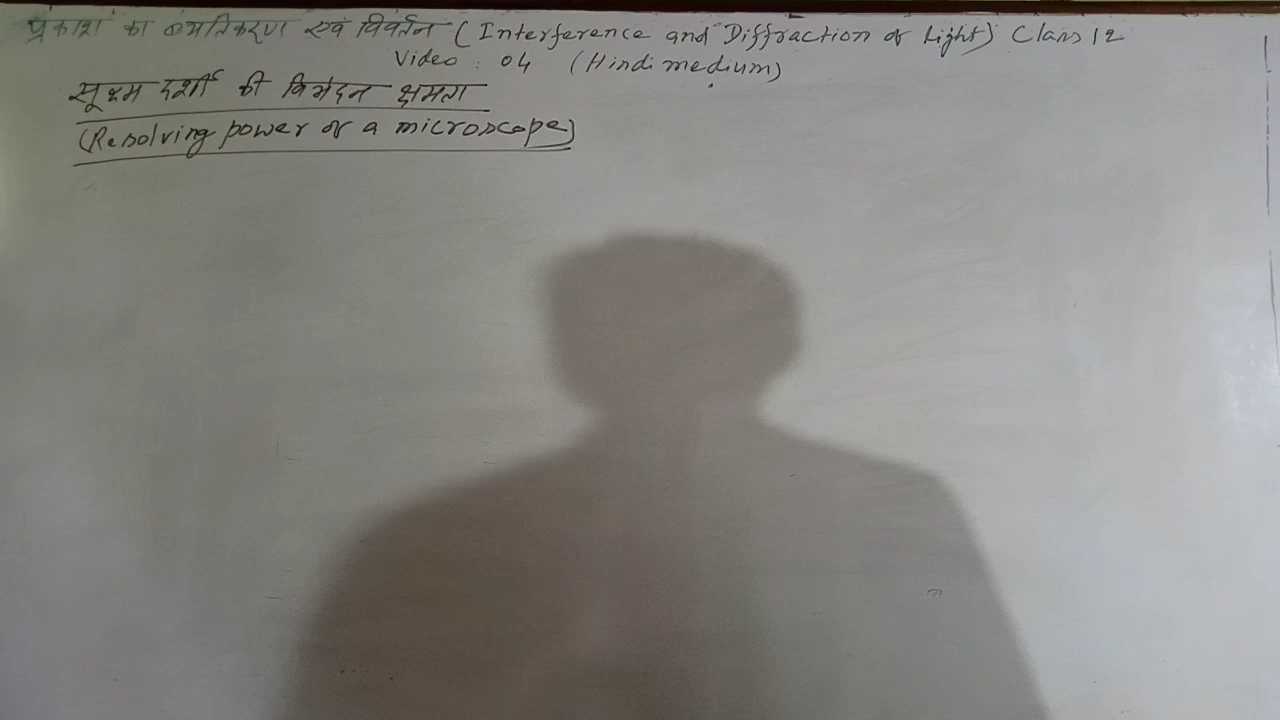 प्रकाश का व्यतिकरण एवं विवर्तन (Interference and Diffraction of Light) Class 12
Video : 04 (Hindi medium)
सूक्ष्म दर्शी की विभेदन क्षमता
(Resolving power of a microscope)